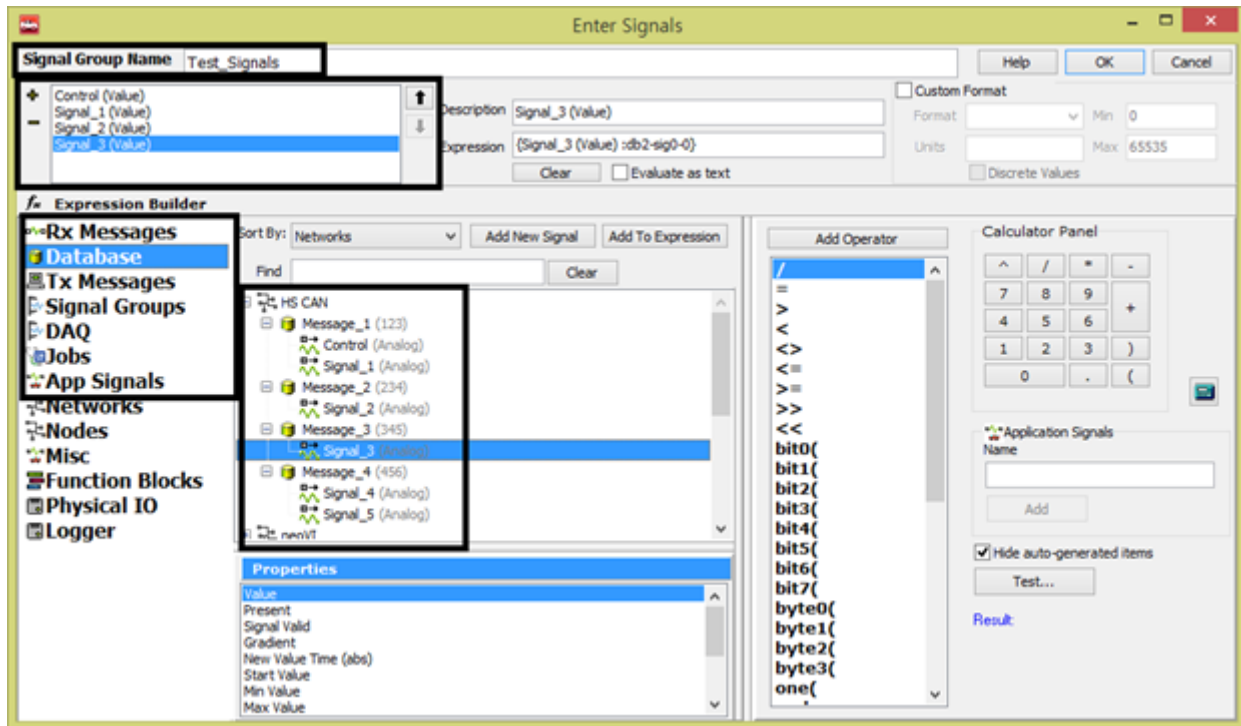 Enter Signals
Signal Group Name Test_Signals
Help OK Cancel
Control (Value)
Signal_1 (Value)
Signal_2 (Value)
Signal_3 (Value)
Description Signal_3 (Value)
Expression {Signal_3 (Value) :db2-sig0-0}
Clear Evaluate as text
Custom Format
Format Min 0
Units Max 65535
Discrete Values
Expression Builder
Rx Messages
Database
Tx Messages
Signal Groups
DAQ
Jobs
App Signals
Networks
Nodes
Misc
Function Blocks
Physical IO
Logger
Sort By: Networks Add New Signal Add To Expression
Find Clear
HS CAN
Message_1 (123)
Control (Analog)
Signal_1 (Analog)
Message_2 (234)
Signal_2 (Analog)
Message_3 (345)
Signal_3 (Analog)
Message_4 (456)
Signal_4 (Analog)
Signal_5 (Analog)
neoVI
Properties
Value
Present
Signal Valid
Gradient
New Value Time (abs)
Start Value
Min Value
Max Value
Add Operator
/
=
>
<
<>
<=
>=
>>
<<
bit0(
bit1(
bit2(
bit3(
bit4(
bit5(
bit6(
bit7(
byte0(
byte1(
byte2(
byte3(
one(
Calculator Panel
^ / * -
7 8 9 +
4 5 6
1 2 3 )
0 . (
Application Signals
Name
Add
Hide auto-generated items
Test...
Result: